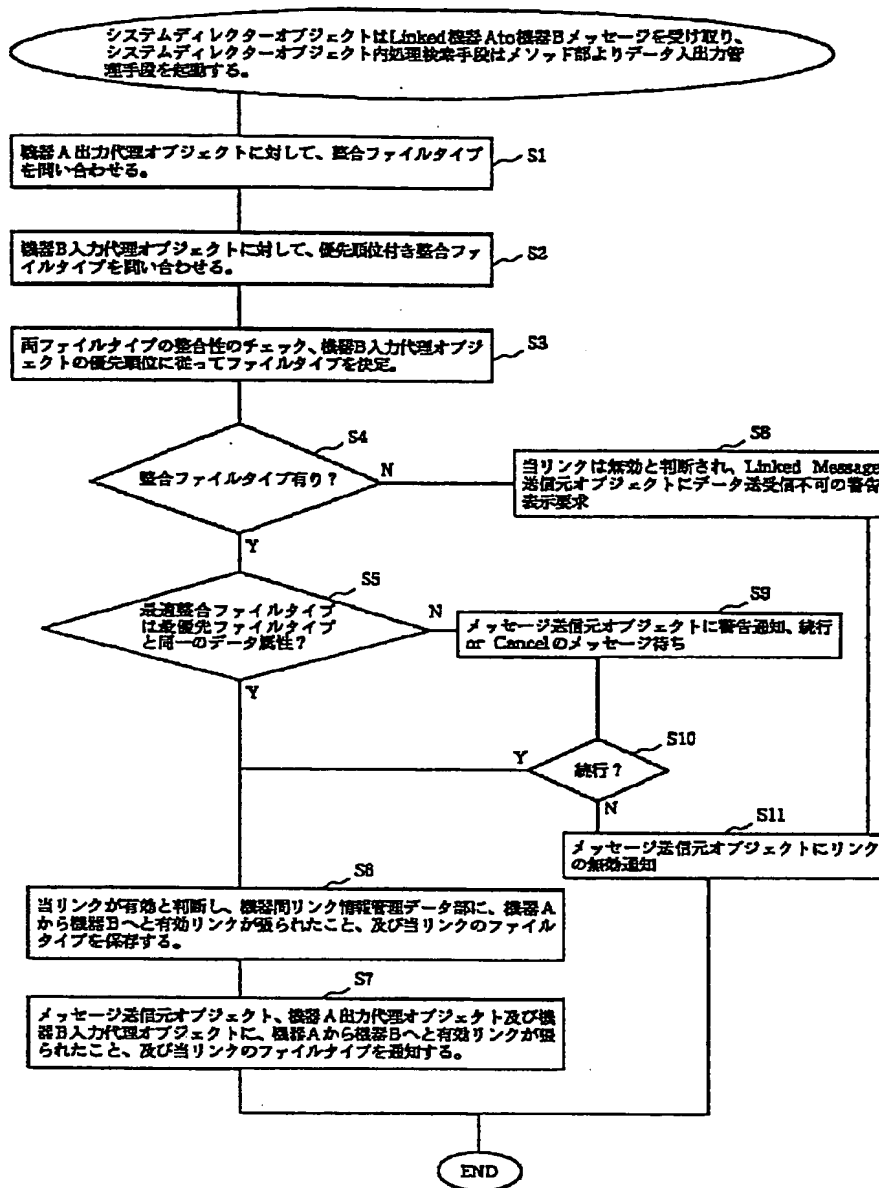 システムディレクターオブジェクトはLinked機器Ato機器Bメッセージを受け取り、
システムディレクターオブジェクト内処理検索手段はメソッド部よりデータ入出力管
理手段を起動する。
機器A出力代理オブジェクトに対して、整合ファイルタイプ
を問い合わせる。
S1
機器B入力代理オブジェクトに対して、優先順位付き整合ファ
イルタイプを問い合わせる。
S2
両ファイルタイプの整合性のチェック、機器B入力代理オブジ
ェクトの優先順位に従ってファイルタイプを決定。
S3
S4
整合ファイルタイプ有り？
N
Y
S8
当リンクは無効と判断され、Linked Message
送信元オブジェクトにデータ送受信不可の警告
表示要求
S5
最適整合ファイルタイプ
は最優先ファイルタイプ
と同一のデータ属性？
N
Y
S9
メッセージ送信元オブジェクトに警告通知、続行
or Cancelのメッセージ待ち
S10
続行？
Y
N
S11
メッセージ送信元オブジェクトにリンク
の無効通知
S6
当リンクが有効と判断し、機器間リンク情報管理データ部に、機器A
から機器Bへと有効リンクが張られたこと、及び当リンクのファイル
タイプを保存する。
S7
メッセージ送信元オブジェクト、機器A出力代理オブジェクト及び機
器B入力代理オブジェクトに、機器Aから機器Bへと有効リンクが張
られたこと、及び当リンクのファイルタイプを通知する。
END